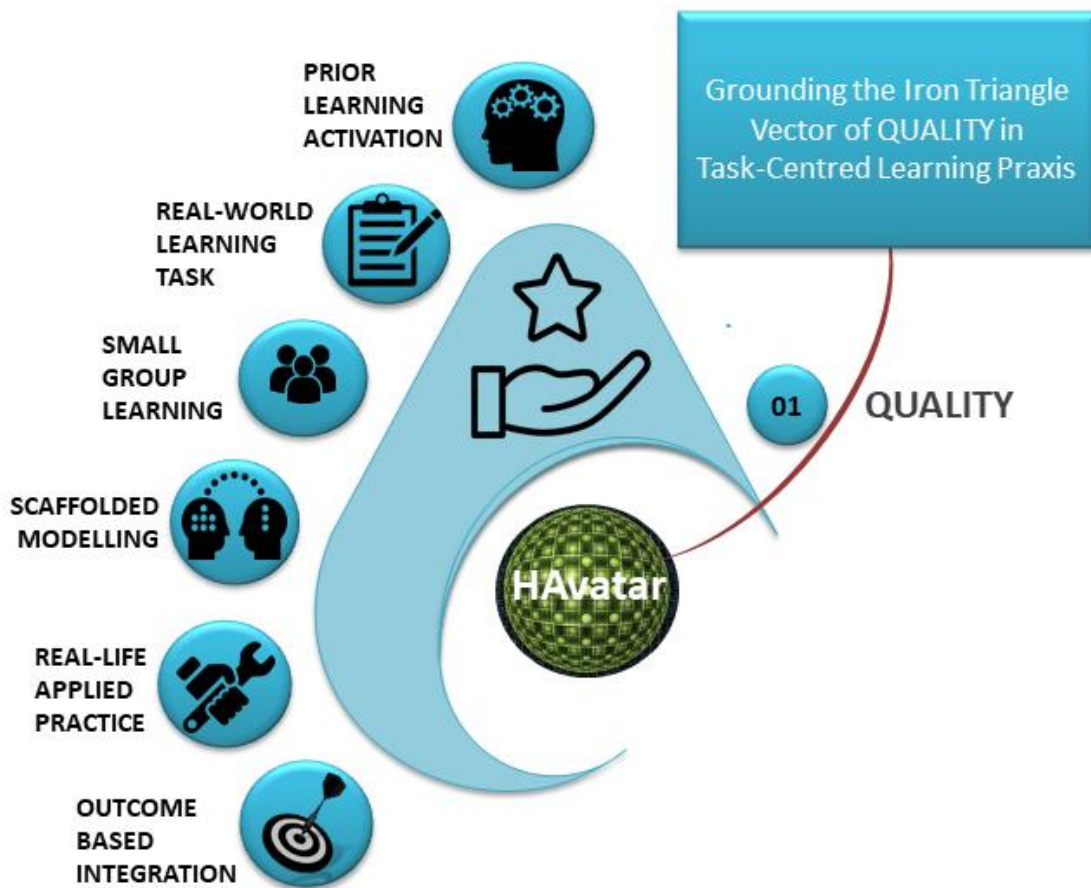 PRIOR
LEARNING
ACTIVATION
Grounding the Iron Triangle
Vector of QUALITY in
Task-Centred Learning Praxis
REAL-WORLD
LEARNING
TASK
SMALL
GROUP
LEARNING
01
QUALITY
SCAFFOLDED
MODELLING
HAvatar
REAL-LIFE
APPLIED
PRACTICE
OUTCOME
BASED
INTEGRATION